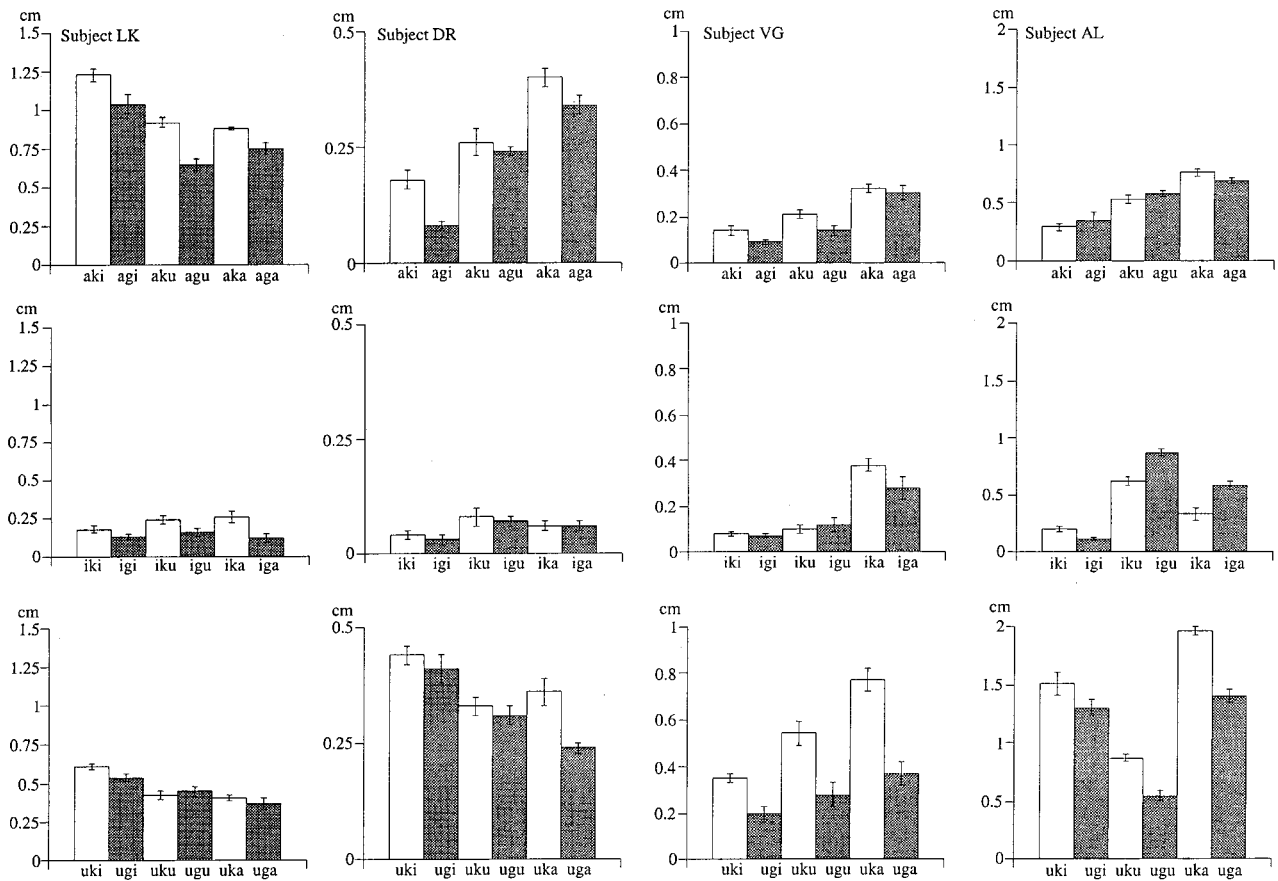 cm
1.5
Subject LK
1.25
1
0.75
0.5
0.25
0
aki agi aku agu aka aga
cm
0.5
Subject DR
0.25
0
aki agi aku agu aka aga
cm
1
Subject VG
0.8
0.6
0.4
0.2
0
aki agi aku agu aka aga
cm
2
Subject AL
1.5
1
0.5
0
aki agi aku agu aka aga
cm
1.5
1.25
1
0.75
0.5
0.25
0
iki igi iku igu ika iga
cm
0.5
0.25
0
iki igi iku igu ika iga
cm
1
0.8
0.6
0.4
0.2
0
iki igi iku igu ika iga
cm
2
1.5
1
0.5
0
iki igi iku igu ika iga
cm
1.5
1.25
1
0.75
0.5
0.25
0
uki ugi uku ugu uka uga
cm
0.5
0.25
0
uki ugi uku ugu uka uga
cm
1
0.8
0.6
0.4
0.2
0
uki ugi uku ugu uka uga
cm
2
1.5
1
0.5
0
uki ugi uku ugu uka uga